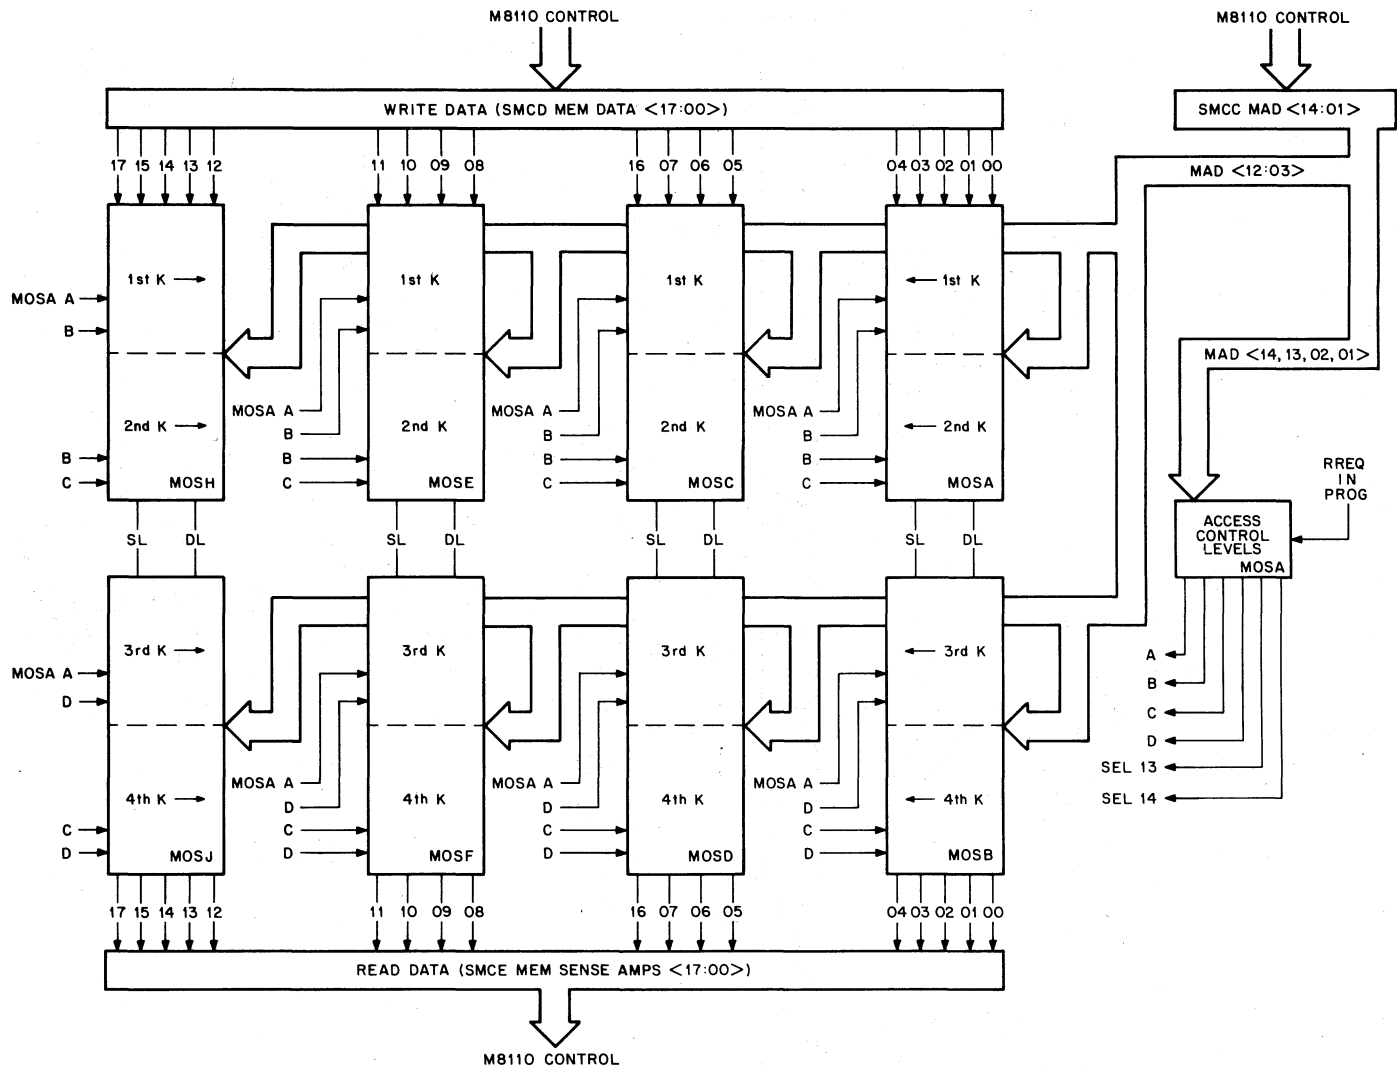 M8110 CONTROL
M8110 CONTROL
WRITE DATA (SMCD MEM DATA <17:00>)
SMCC MAD <14:01>
17 15 14 13 12
11 10 09 08
16 07 06 05
04 03 02 01 00
MAD <12:03>
1st K
1st K
1st K
1st K
MOSA A
B
MAD <14, 13, 02, 01>
MOSA A
MOSA A
MOSA A
B
B
B
2nd K
2nd K
2nd K
2nd K
B
B
B
B
C
C
C
C
MOSH
MOSE
MOSC
MOSA
RREQ
IN
PROG
ACCESS
CONTROL
LEVELS
MOSA
SL DL
SL DL
SL DL
SL DL
3rd K
3rd K
3rd K
3rd K
MOSA A
D
A
B
C
D
SEL 13
SEL 14
MOSA A
MOSA A
MOSA A
D
D
D
4th K
4th K
4th K
4th K
C
C
C
C
D
D
D
D
MOSJ
MOSF
MOSD
MOSB
17 15 14 13 12
11 10 09 08
16 07 06 05
04 03 02 01 00
READ DATA (SMCE MEM SENSE AMPS <17:00>)
M8110 CONTROL